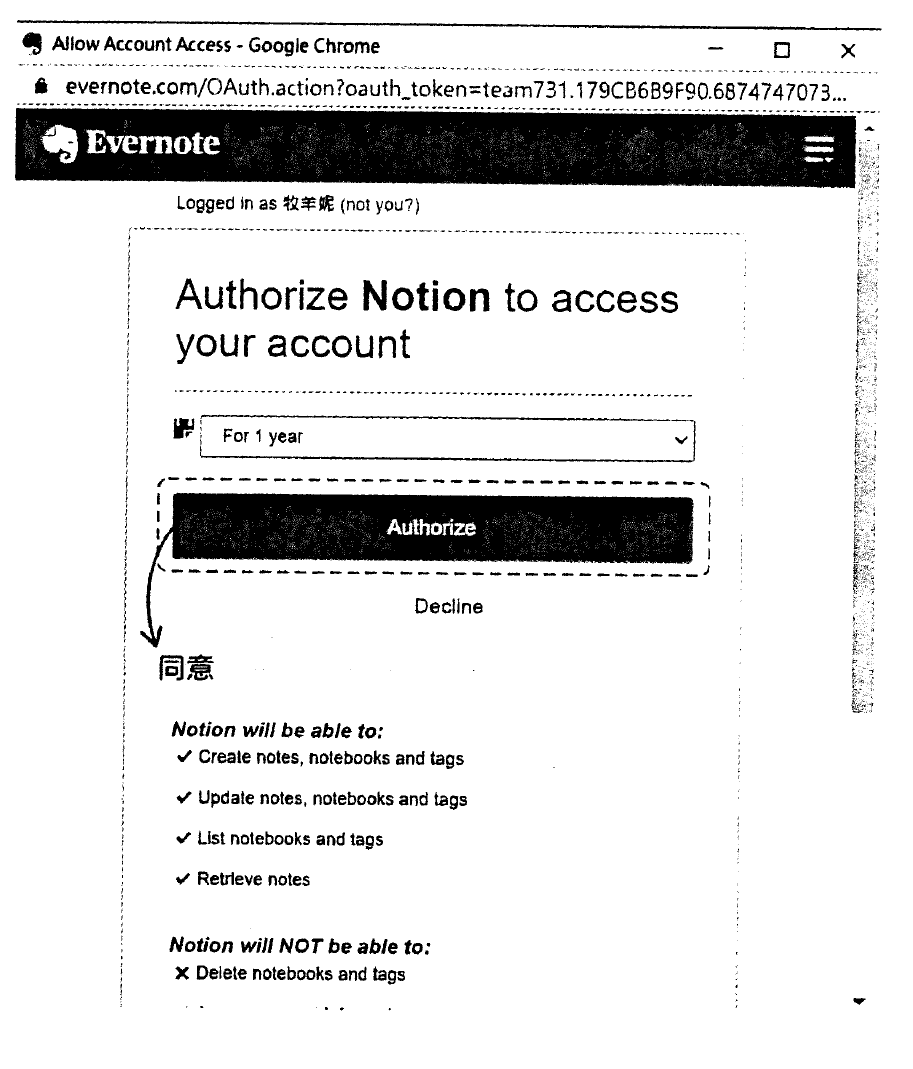 Allow Account Access - Google Chrome
evernote.com/OAuth.action?oauth_token=team731.179CB6B9F90.6874747073...
Evernote
Logged in as 牧羊妮 (not you?)
Authorize Notion to access
your account
For 1 year
Authorize
Decline
同意
Notion will be able to:
✓ Create notes, notebooks and tags
✓ Update notes, notebooks and tags
✓ List notebooks and tags
✓ Retrieve notes
Notion will NOT be able to:
✕ Delete notebooks and tags